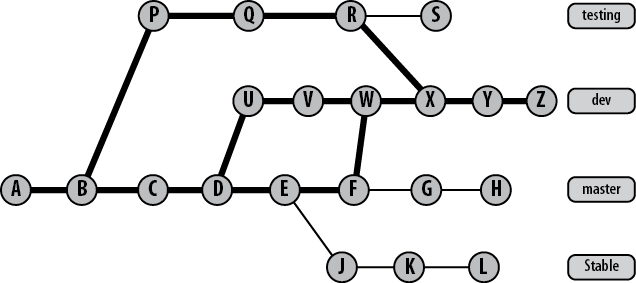 P Q R S testing
U V W X Y Z dev
A B C D E F G H master
J K L Stable